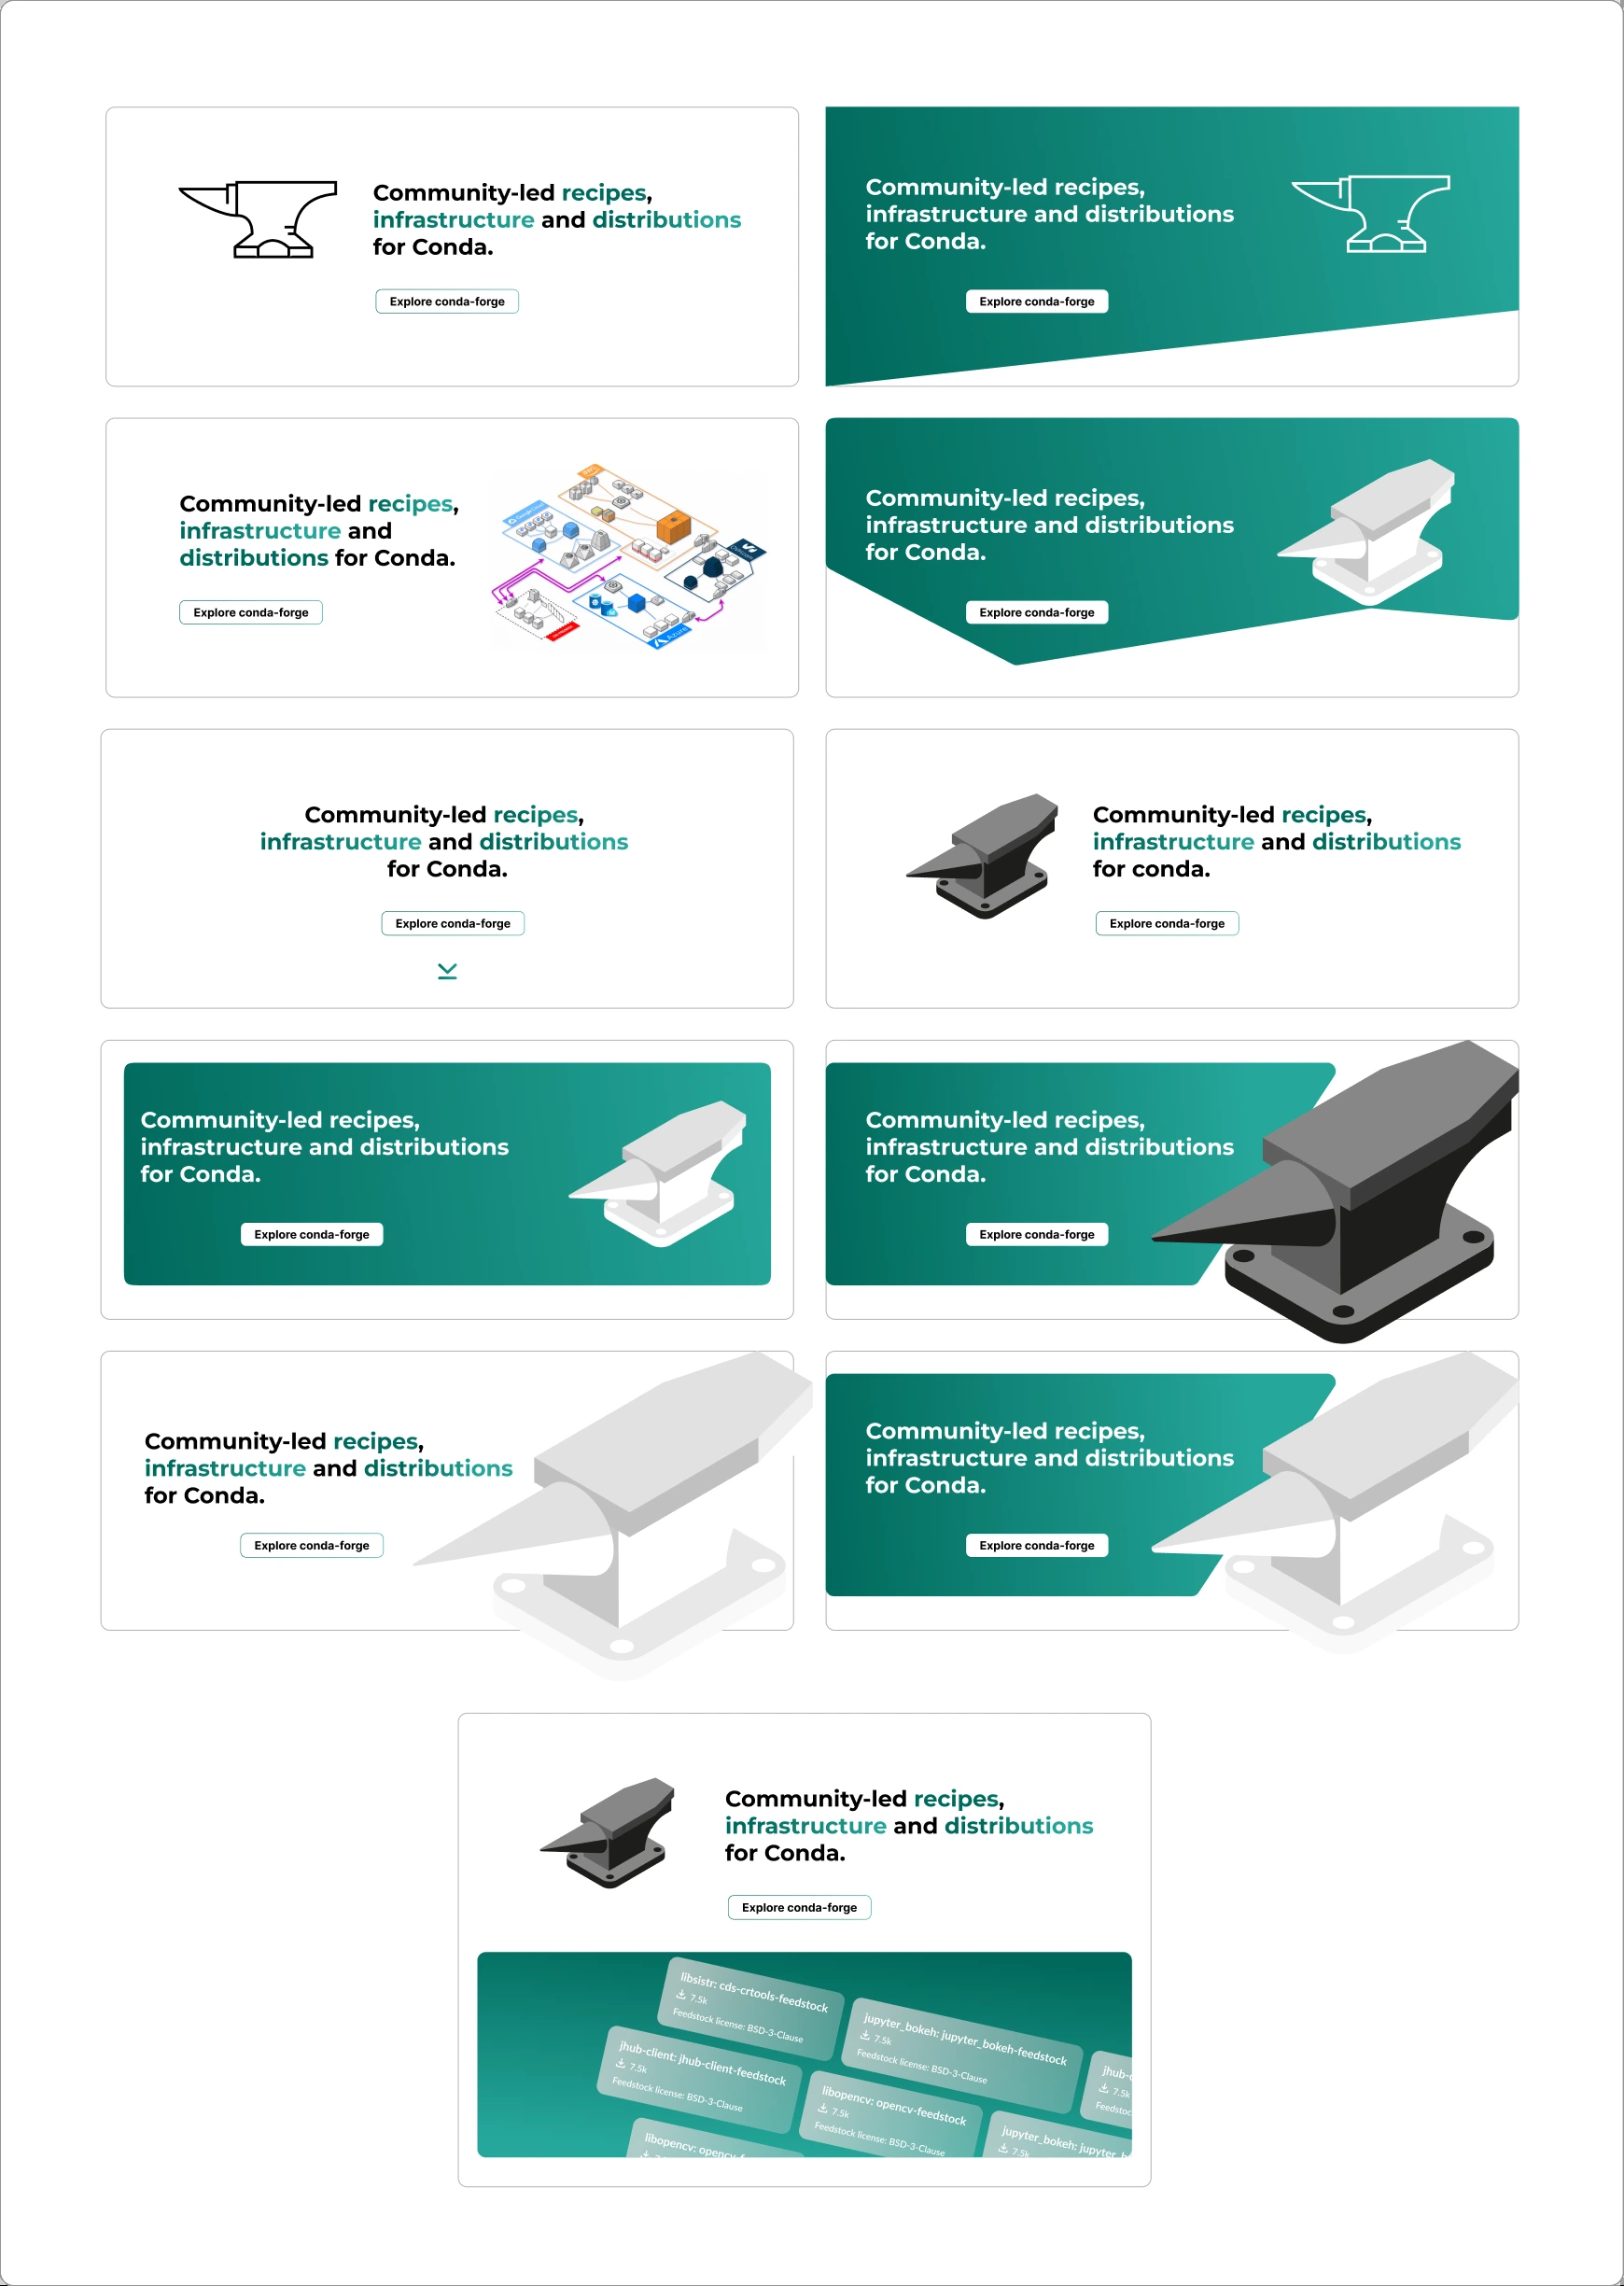 Community-led recipes,
infrastructure and distributions
for Conda.
Explore conda-forge
Community-led recipes,
infrastructure and distributions
for Conda.
Explore conda-forge
Community-led recipes,
infrastructure and
distributions for Conda.
Explore conda-forge
Azure
Community-led recipes,
infrastructure and distributions
for Conda.
Explore conda-forge
Community-led recipes,
infrastructure and distributions
for Conda.
Explore conda-forge
Community-led recipes,
infrastructure and distributions
for conda.
Explore conda-forge
Community-led recipes,
infrastructure and distributions
for Conda.
Explore conda-forge
Community-led recipes,
infrastructure and distributions
for Conda.
Explore conda-forge
Community-led recipes,
infrastructure and distributions
for Conda.
Explore conda-forge
Community-led recipes,
infrastructure and distributions
for Conda.
Explore conda-forge
Community-led recipes,
infrastructure and distributions
for Conda.
Explore conda-forge
libsistr: cds-crtools-feedstock
7.5k
Feedstock license: BSD-3-Clause
jupyter_bokeh: jupyter_bokeh-feedstock
7.5k
Feedstock license: BSD-3-Clause
jhub-client: jhub-client-feedstock
7.5k
Feedstock license: BSD-3-Clause
libopencv: opencv-feedstock
7.5k
Feedstock license: BSD-3-Clause
7.5k
jupyter_bokeh:
7.5k
libopencv: